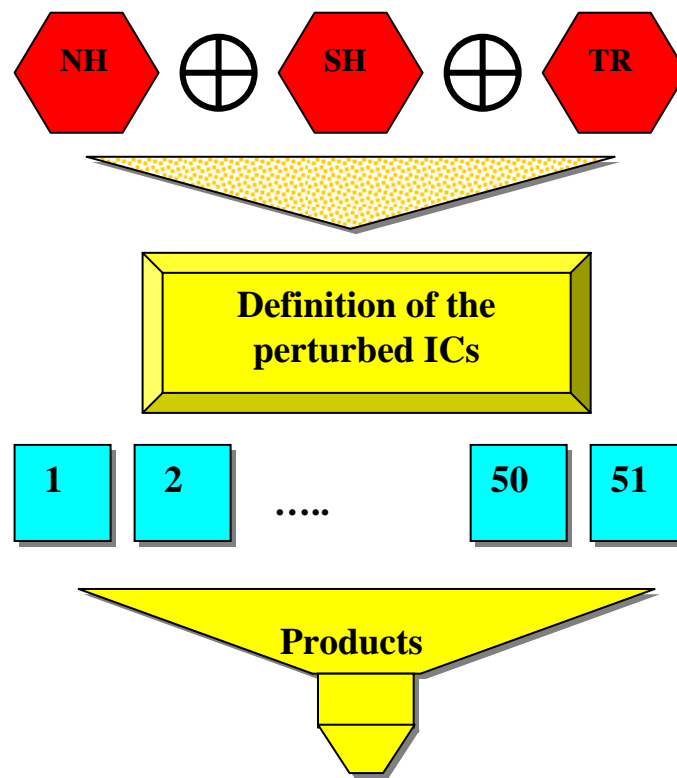 NH SH TR
Definition of the
perturbed ICs
1 2 ..... 50 51
Products